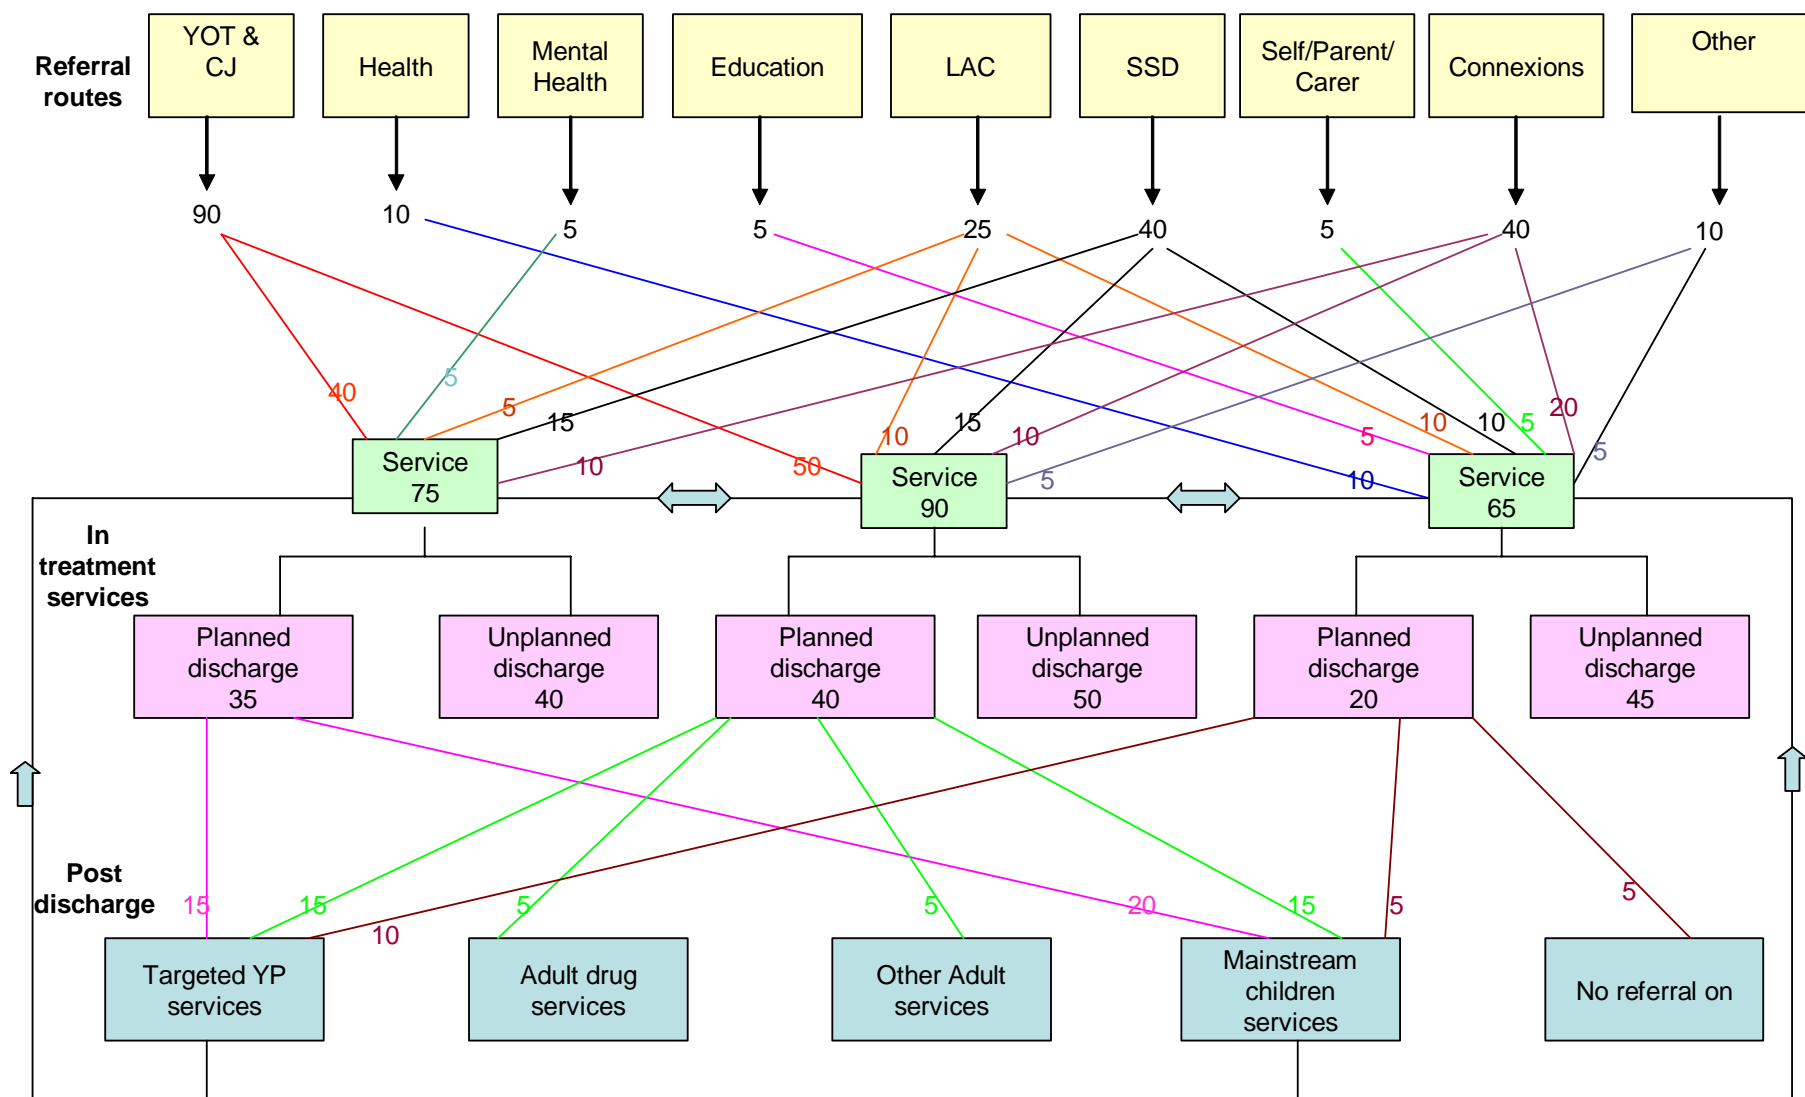 YOT &
CJ
Health
Mental
Health
Education
LAC
SSD
Self/Parent/
Carer
Connexions
Other
Referral
routes
90
10
5
5
25
40
5
40
10
40
5
5
15
10
50
10
15
10
5
5
10
10
10
5
20
5
Service
75
Service
90
Service
65
In
treatment
services
Planned
discharge
35
Unplanned
discharge
40
Planned
discharge
40
Unplanned
discharge
50
Planned
discharge
20
Unplanned
discharge
45
Post
discharge
15
15
10
5
5
20
15
5
5
Targeted YP
services
Adult drug
services
Other Adult
services
Mainstream
children
services
No referral on